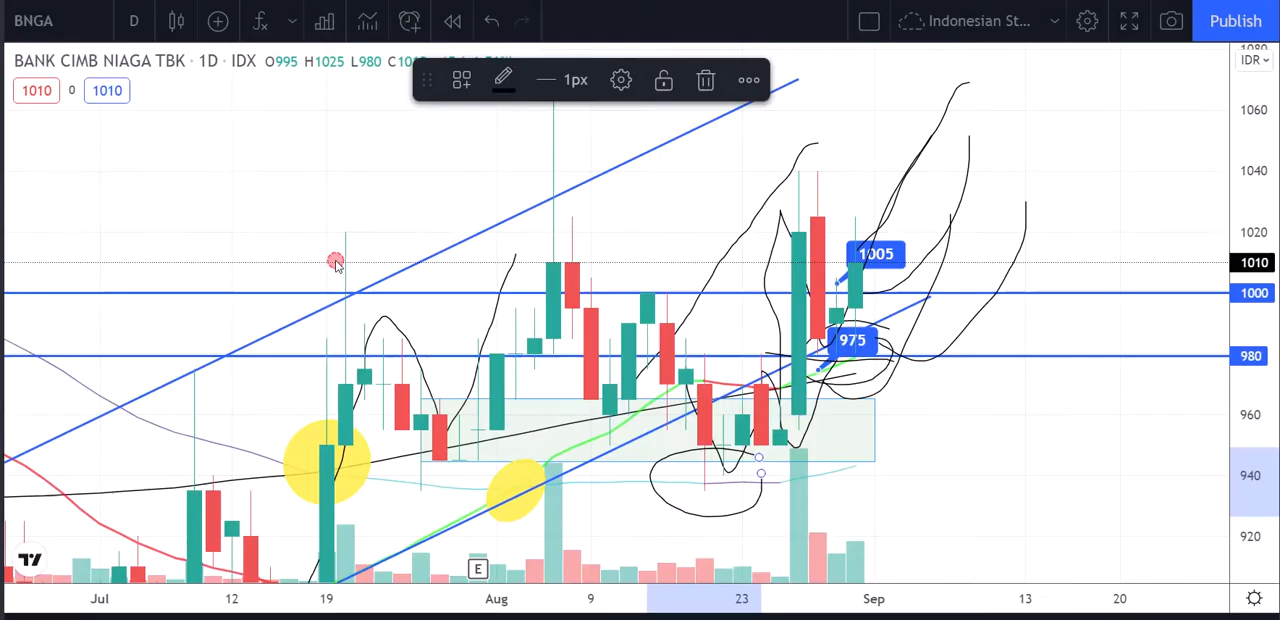 BNGA D Indonesian St... Publish
BANK CIMB NIAGA TBK · 1D · IDX O995 H1025 L980
1010 0 1010
1px
IDR
1060
1040
1020
1005
1010
1000
975
980
960
940
920
E
Jul 12 19 Aug 9 23 Sep 13 20